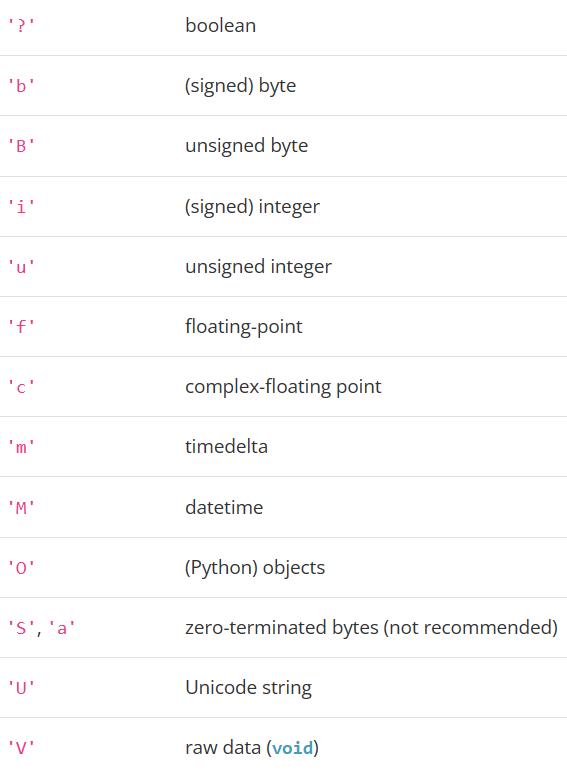 '?' boolean
'b' (signed) byte
'B' unsigned byte
'i' (signed) integer
'u' unsigned integer
'f' floating-point
'c' complex-floating point
'm' timedelta
'M' datetime
'O' (Python) objects
'S', 'a' zero-terminated bytes (not recommended)
'U' Unicode string
'V' raw data (void)